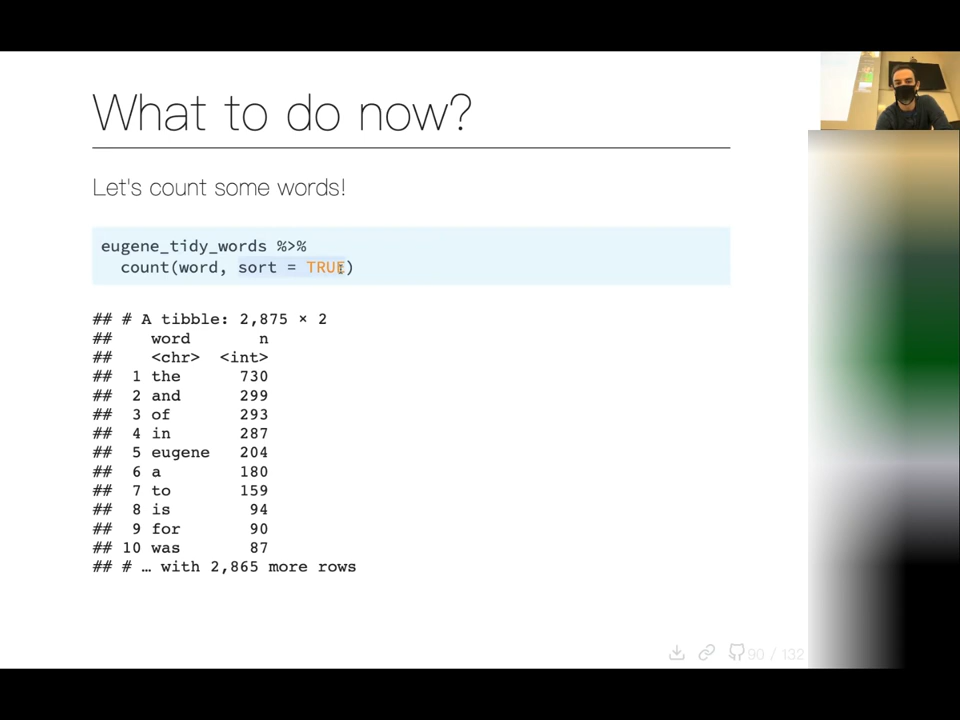 What to do now?
Let's count some words!
eugene_tidy_words %>%
count(word, sort = TRUE)
## # A tibble: 2,875 × 2
## word n
## <chr> <int>
## 1 the 730
## 2 and 299
## 3 of 293
## 4 in 287
## 5 eugene 204
## 6 a 180
## 7 to 159
## 8 is 94
## 9 for 90
## 10 was 87
## # … with 2,865 more rows
90 / 132